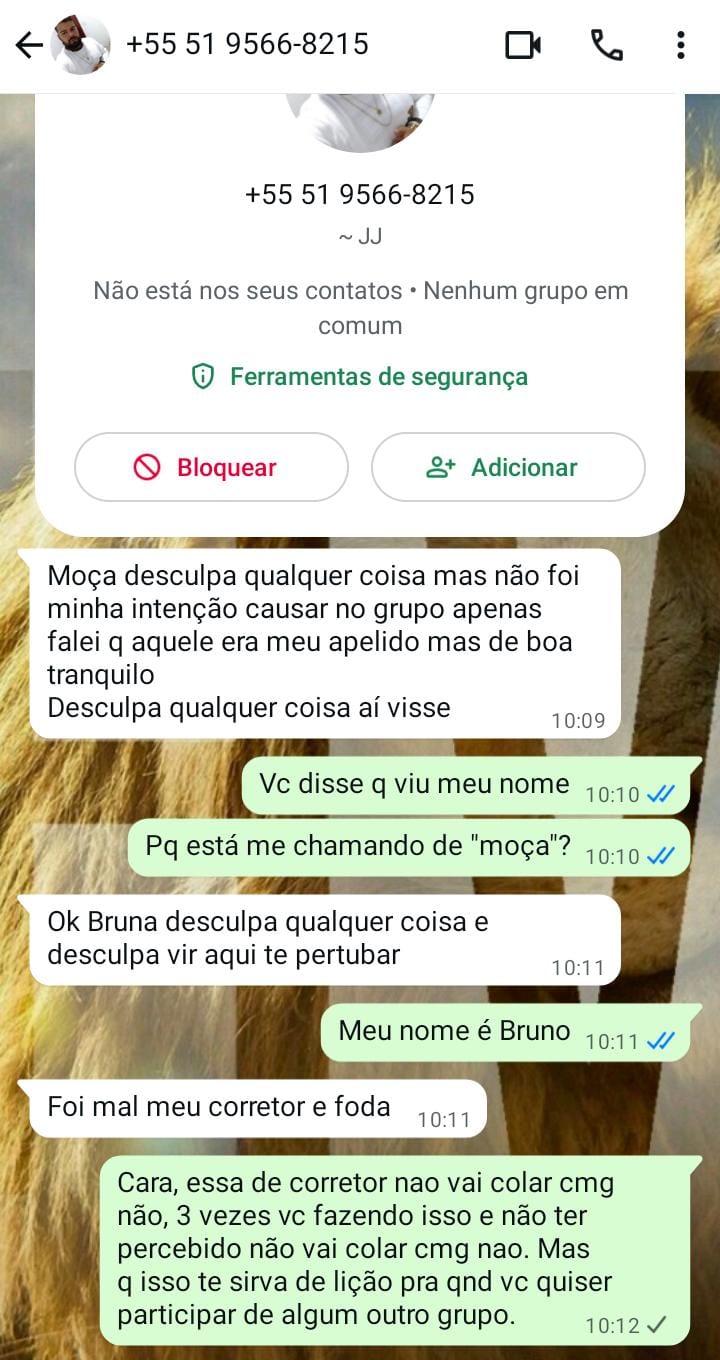 +55 51 9566-8215
+55 51 9566-8215
~ JJ
Não está nos seus contatos • Nenhum grupo em
comum
Ferramentas de segurança
Bloquear
Adicionar
Moça desculpa qualquer coisa mas não foi
minha intenção causar no grupo apenas
falei q aquele era meu apelido mas de boa
tranquilo
Desculpa qualquer coisa aí visse
10:09
Vc disse q viu meu nome 10:10
Pq está me chamando de "moça"? 10:10
Ok Bruna desculpa qualquer coisa e
desculpa vir aqui te pertubar
10:11
Meu nome é Bruno 10:11
Foi mal meu corretor e foda 10:11
Cara, essa de corretor nao vai colar cmg
não, 3 vezes vc fazendo isso e não ter
percebido não vai colar cmg nao. Mas
q isso te sirva de lição pra qnd vc quiser
participar de algum outro grupo.
10:12